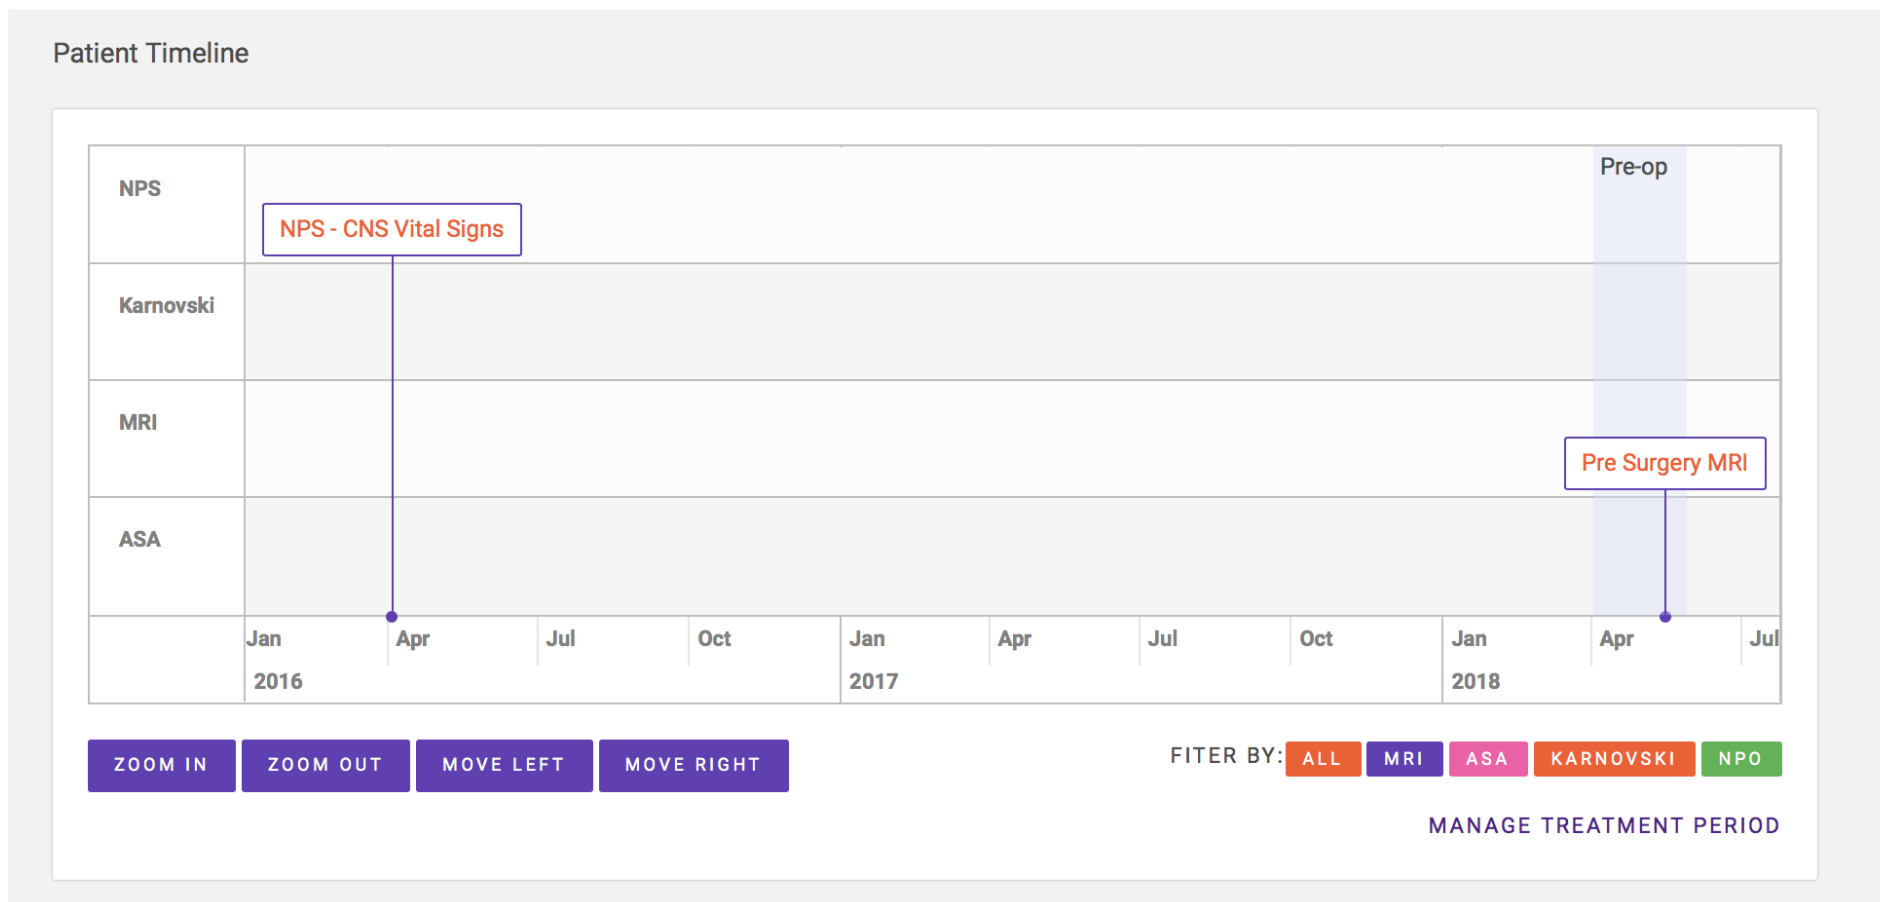 Patient Timeline
NPS
Pre-op
NPS - CNS Vital Signs
Karnovski
MRI
Pre Surgery MRI
ASA
Jan Apr Jul Oct Jan Apr Jul Oct Jan Apr Jul
2016 2017 2018
ZOOM IN ZOOM OUT MOVE LEFT MOVE RIGHT FITER BY: ALL MRI ASA KARNOVSKI NPO
MANAGE TREATMENT PERIOD